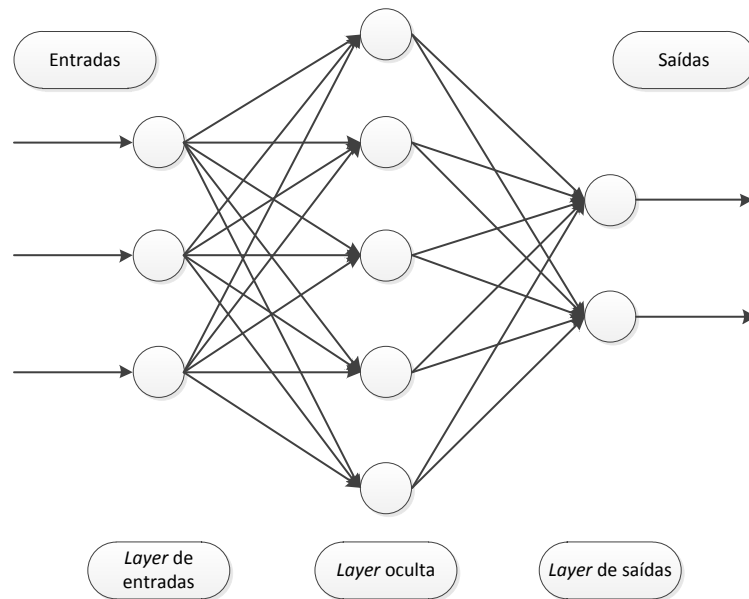 Entradas
Saídas
Layer de
entradas
Layer oculta
Layer de saídas